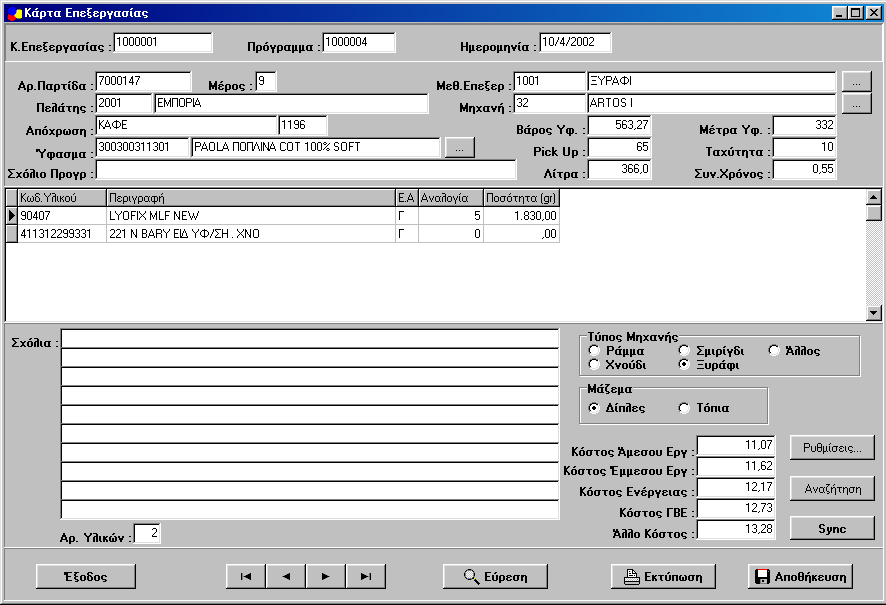 Κάρτα Επεξεργασίας
Κ.Επεξεργασίας : 1000001 Πρόγραμμα : 1000004 Ημερομηνία : 10/4/2002
Αρ.Παρτίδα : 7000147 Μέρος : 9 Μεθ.Επεξερ : 1001 ΞΥΡΑΦΙ ...
Πελάτης : 2001 ΕΜΠΟΡΙΑ Μηχανή : 32 ARTOS I ...
Απόχρωση : ΚΑΦΕ 1196 Βάρος Υφ. : 563,27 Μέτρα Υφ. : 332
Ύφασμα : 300300311301 PAOLA ΠΟΠΛΙΝΑ COT 100% SOFT ... Pick Up : 65 Ταχύτητα : 10
Σχόλιο Προγρ : Λίτρα : 366,0 Συν.Χρόνος : 0,55
Κωδ.Υλικού Περιγραφή Ε.Α Αναλογία Ποσότητα (gr)
90407 LYOFIX MLF NEW Γ 5 1.830,00
411312299331 221 N BARY ΕΙΔ ΥΦ/ΣΗ . ΧΝΟ Γ 0 ,00
Σχόλια :
Τύπος Μηχανής
Ράμμα Σμιρίγδι Άλλος
Χνούδι Ξυράφι
Μάζεμα
Δίπλες Τόπια
Κόστος Άμεσου Εργ : 11,07 Ρυθμίσεις...
Κόστος Έμμεσου Εργ : 11,62
Κόστος Ενέργειας : 12,17 Αναζήτηση
Κόστος ΓΒΕ : 12,73
Άλλο Κόστος : 13,28 Sync
Αρ. Υλικών : 2
Έξοδος Εύρεση Εκτύπωση Αποθήκευση